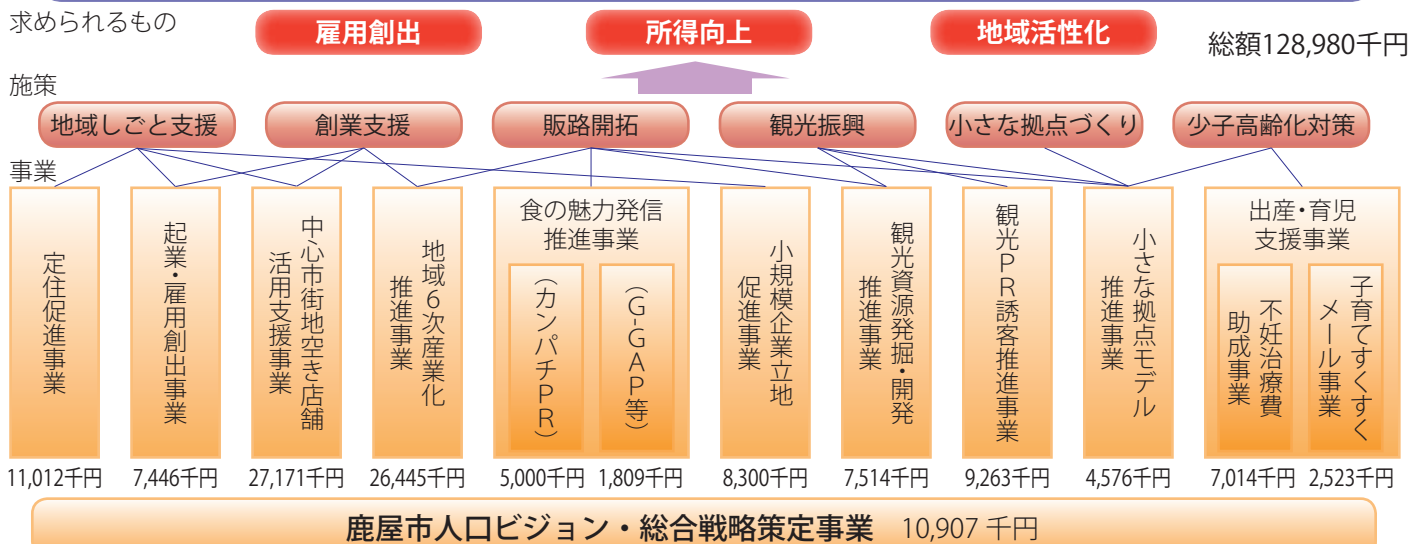 求められるもの
雇用創出
所得向上
地域活性化
総額128,980千円
施策
地域しごと支援
創業支援
販路開拓
観光振興
小さな拠点づくり
少子高齢化対策
事業
定住促進事業
起業・雇用創出事業
中心市街地空き店舗
活用支援事業
地域6次産業化
推進事業
食の魅力発信
推進事業
(カンパチPR)
(G-GAP等)
小規模企業立地
促進事業
観光資源発掘・開発
推進事業
観光PR誘客推進事業
小さな拠点モデル
推進事業
出産・育児
支援事業
不妊治療費
助成事業
子育てすくすく
メール事業
11,012千円
7,446千円
27,171千円
26,445千円
5,000千円
1,809千円
8,300千円
7,514千円
9,263千円
4,576千円
7,014千円
2,523千円
鹿屋市人口ビジョン・総合戦略策定事業 10,907 千円